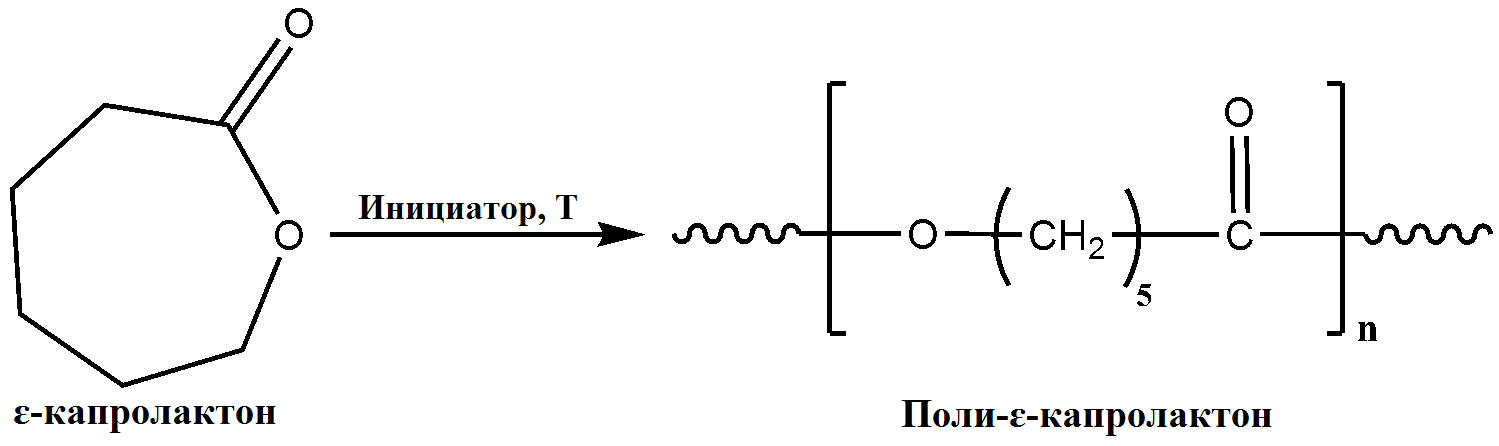 O
O
Инициатор, Т
O
CH2
5
C
O
n
ε-капролактон
Поли-ε-капролактон